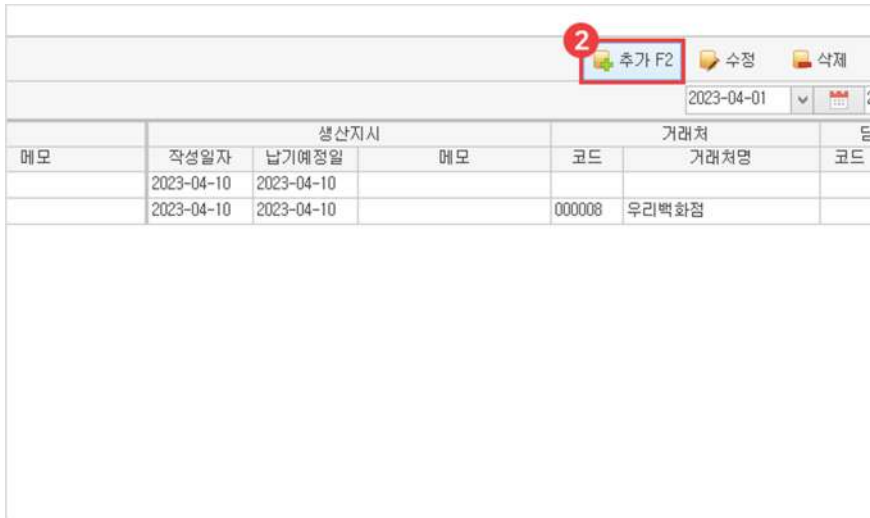 2
추가 F2 수정 삭제
2023-04-01
생산지시 거래처
메모 작성일자 납기예정일 메모 코드 거래처명 코드
2023-04-10 2023-04-10
2023-04-10 2023-04-10 000008 우리백화점